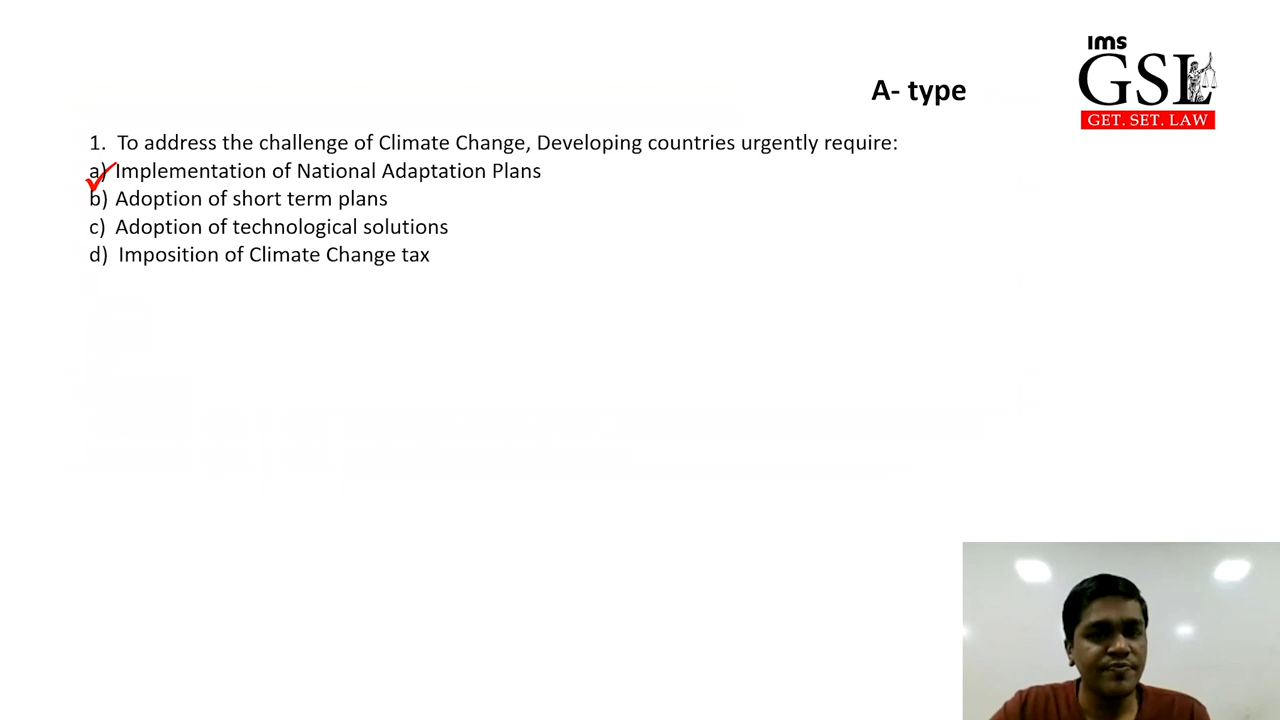 ıms
GSL
GET. SET. LAW
A- type
1. To address the challenge of Climate Change, Developing countries urgently require:
a) Implementation of National Adaptation Plans
b) Adoption of short term plans
c) Adoption of technological solutions
d) Imposition of Climate Change tax